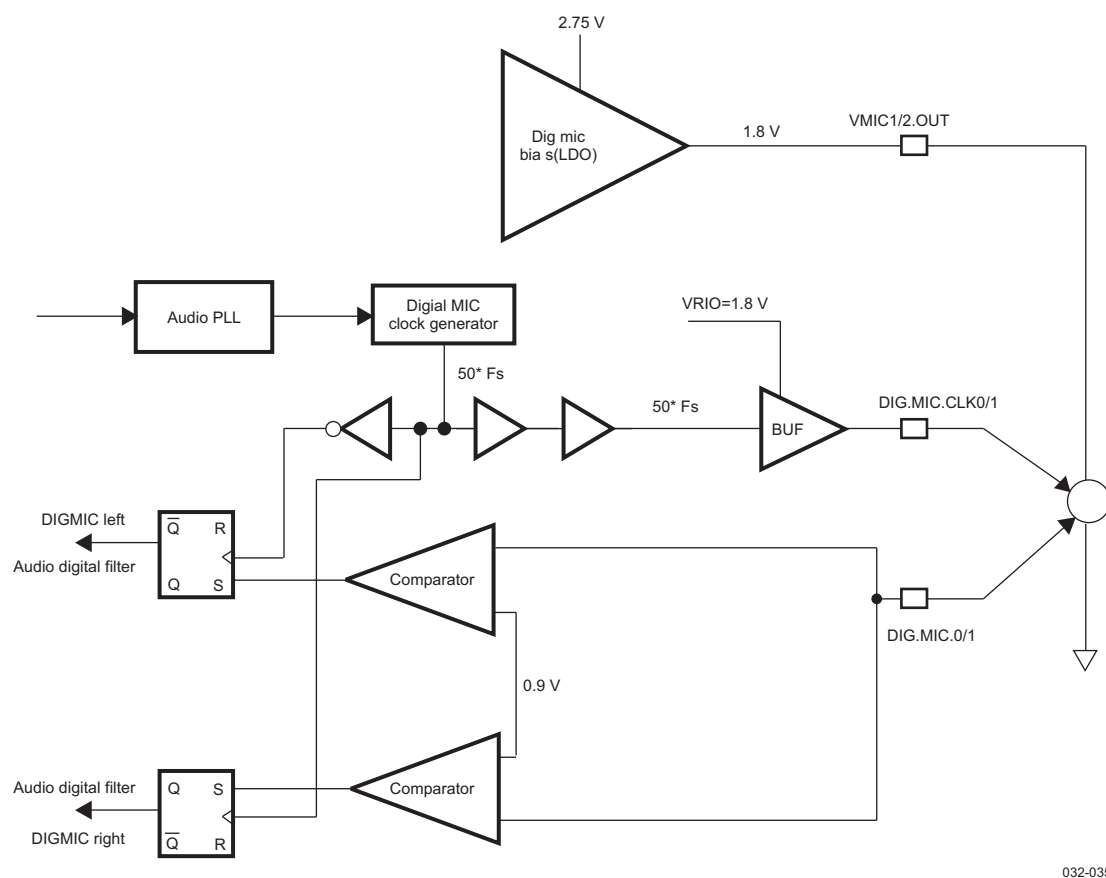 2.75 V
Dig mic
bia s(LDO)
1.8 V
VMIC1/2.OUT
Audio PLL
Digial MIC
clock generator
VRIO=1.8 V
50* Fs
50* Fs
BUF
DIG.MIC.CLK0/1
DIGMIC left
Audio digital filter
Q R
Q S
Comparator
DIG.MIC.0/1
0.9 V
Audio digital filter
DIGMIC right
Q S
Q R
Comparator
032-035